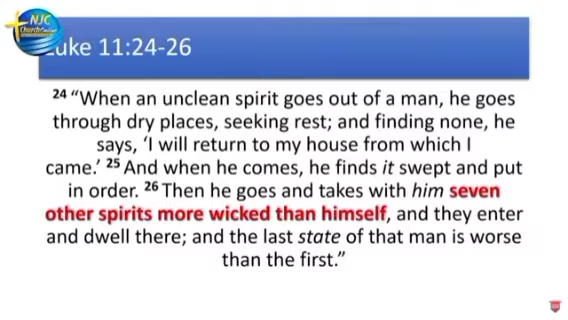 NJC
Church Online
Luke 11:24-26
24 “When an unclean spirit goes out of a man, he goes
through dry places, seeking rest; and finding none, he
says, ‘I will return to my house from which I
came.’ 25 And when he comes, he finds it swept and put
in order. 26 Then he goes and takes with him seven
other spirits more wicked than himself, and they enter
and dwell there; and the last state of that man is worse
than the first.”